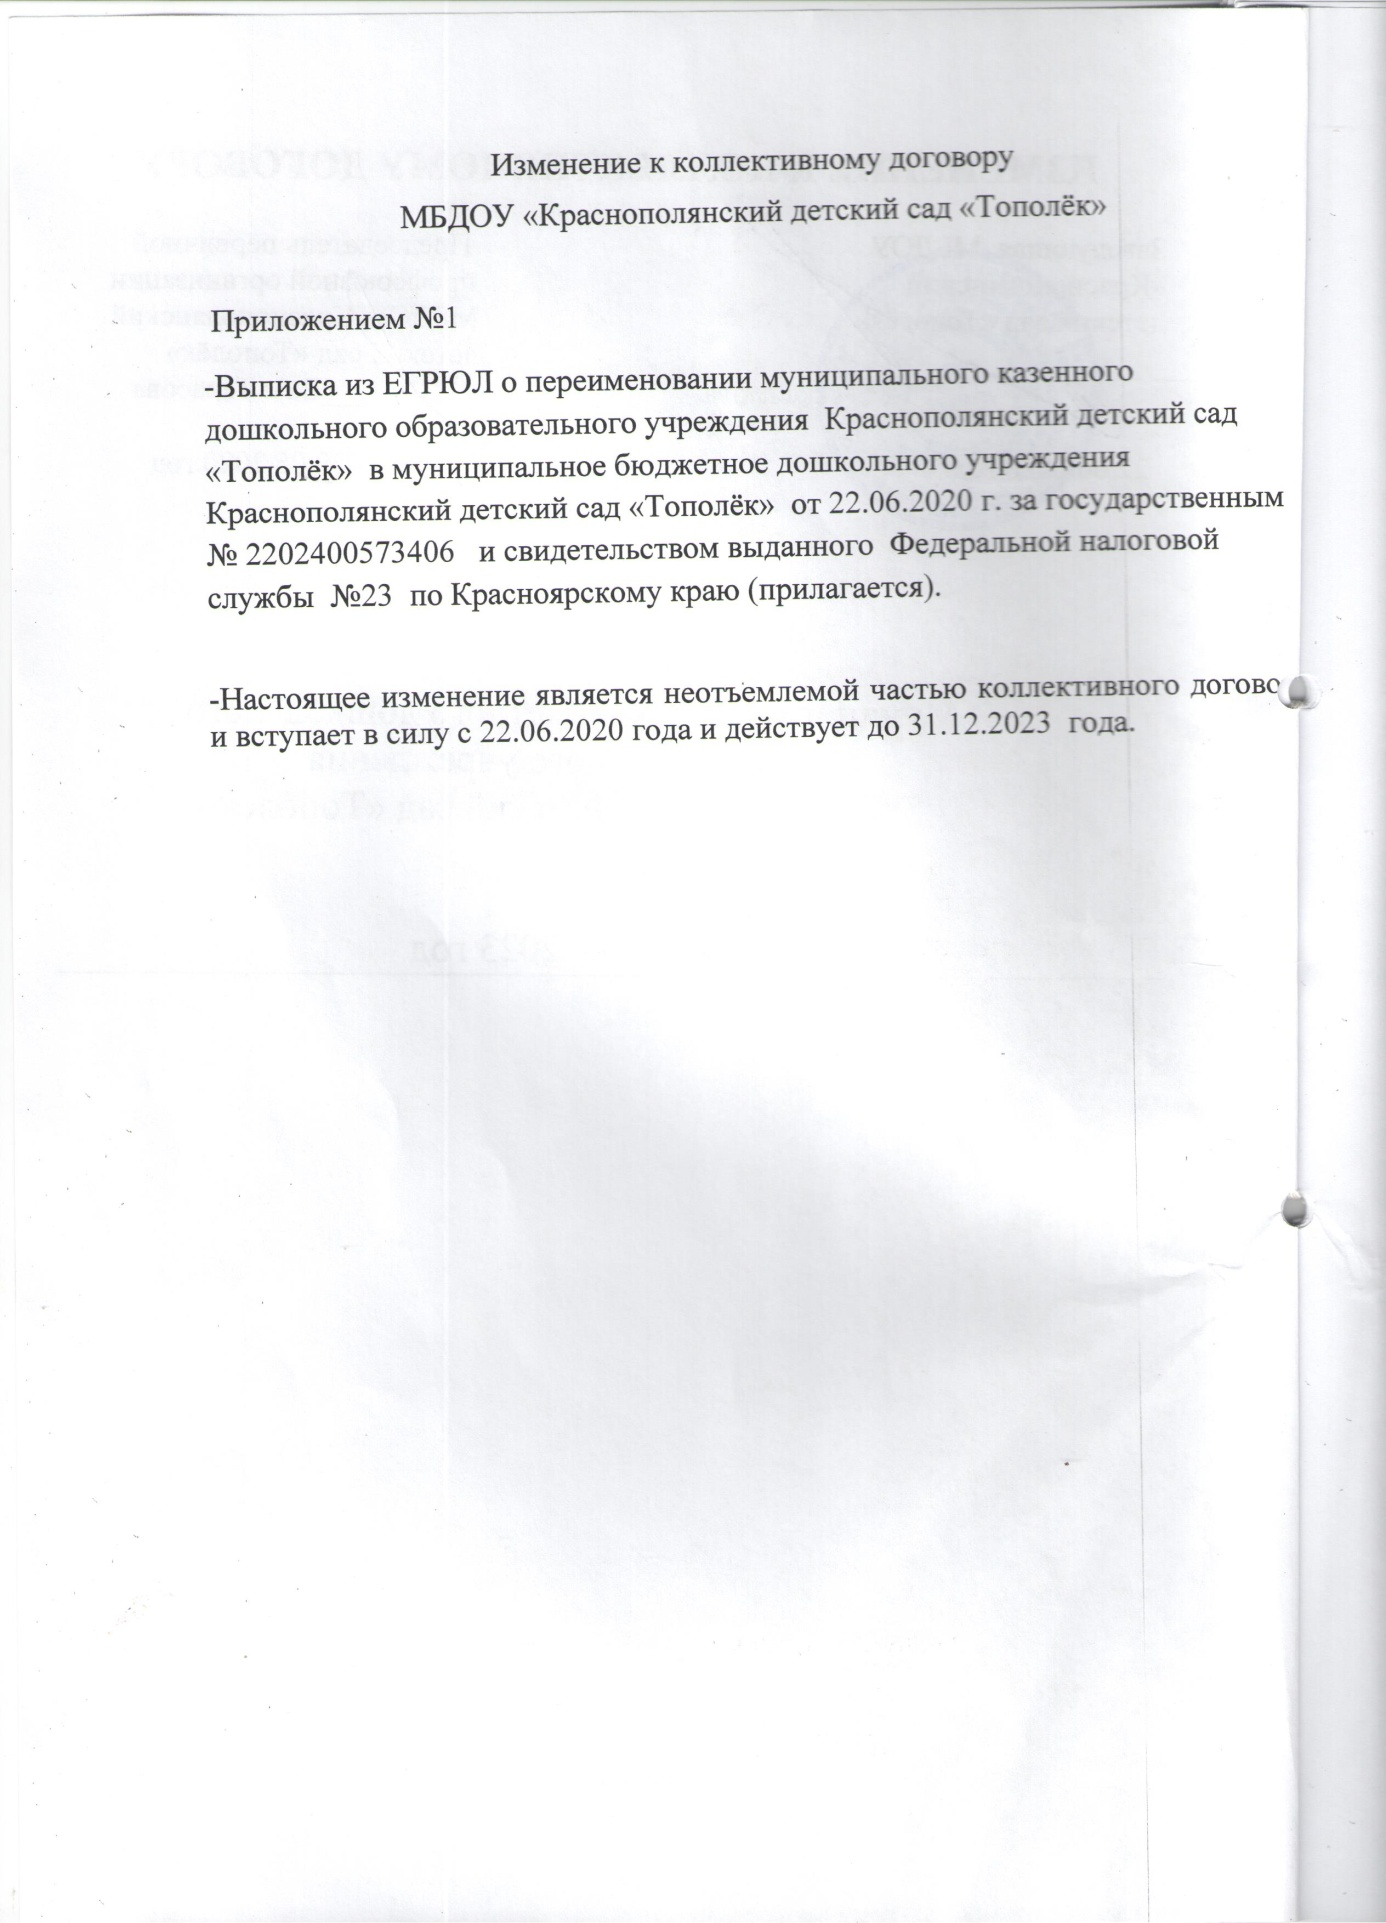 Изменение к коллективному договору
МБДОУ «Краснополянский детский сад «Тополёк»
Приложением №1
-Выписка из ЕГРЮЛ о переименовании муниципального казенного
дошкольного образовательного учреждения Краснополянский детский сад
«Тополёк» в муниципальное бюджетное дошкольного учреждения
Краснополянский детский сад «Тополёк» от 22.06.2020 г. за государственным
№ 2202400573406 и свидетельством выданного Федеральной налоговой
службы №23 по Красноярскому краю (прилагается).
-Настоящее изменение является неотъемлемой частью коллективного догово
и вступает в силу с 22.06.2020 года и действует до 31.12.2023 года.